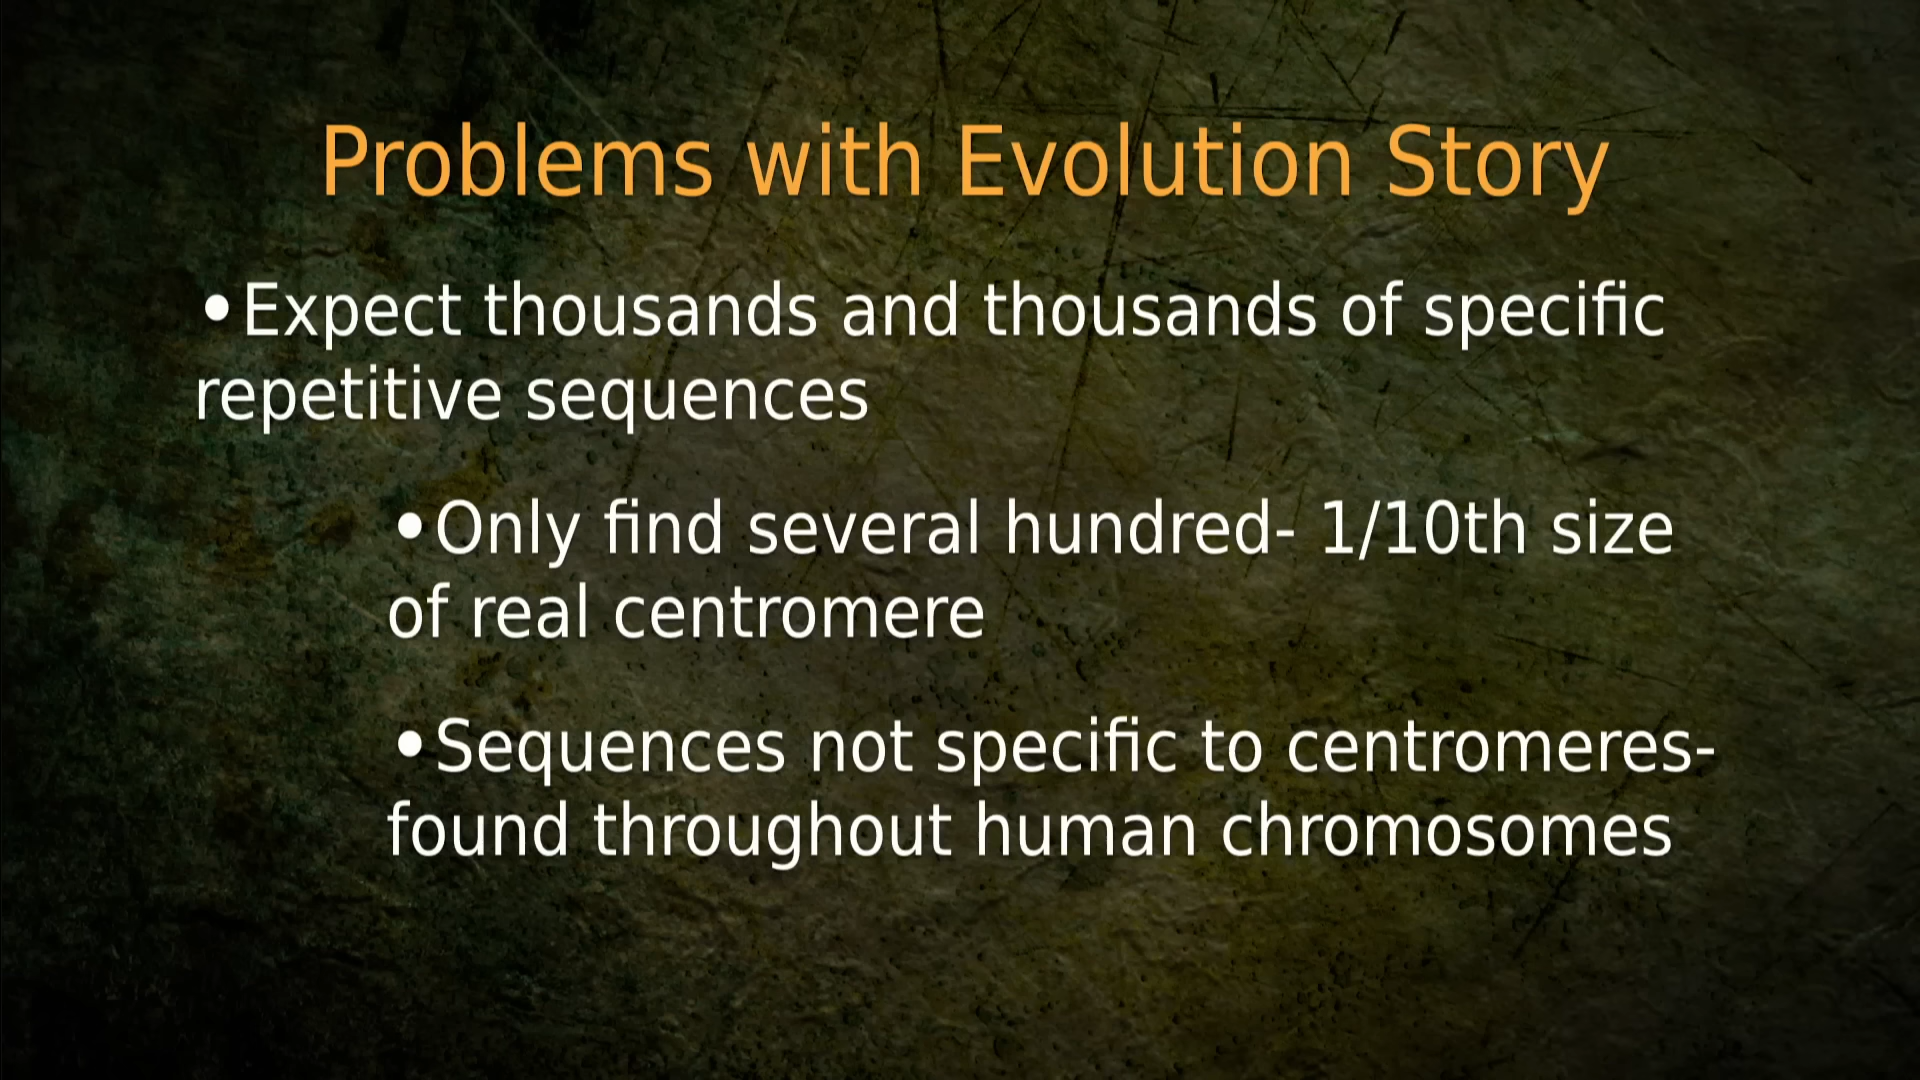 Problems with Evolution Story
•Expect thousands and thousands of specific
repetitive sequences
•Only find several hundred- 1/10th size
of real centromere
•Sequences not specific to centromeres-
found throughout human chromosomes